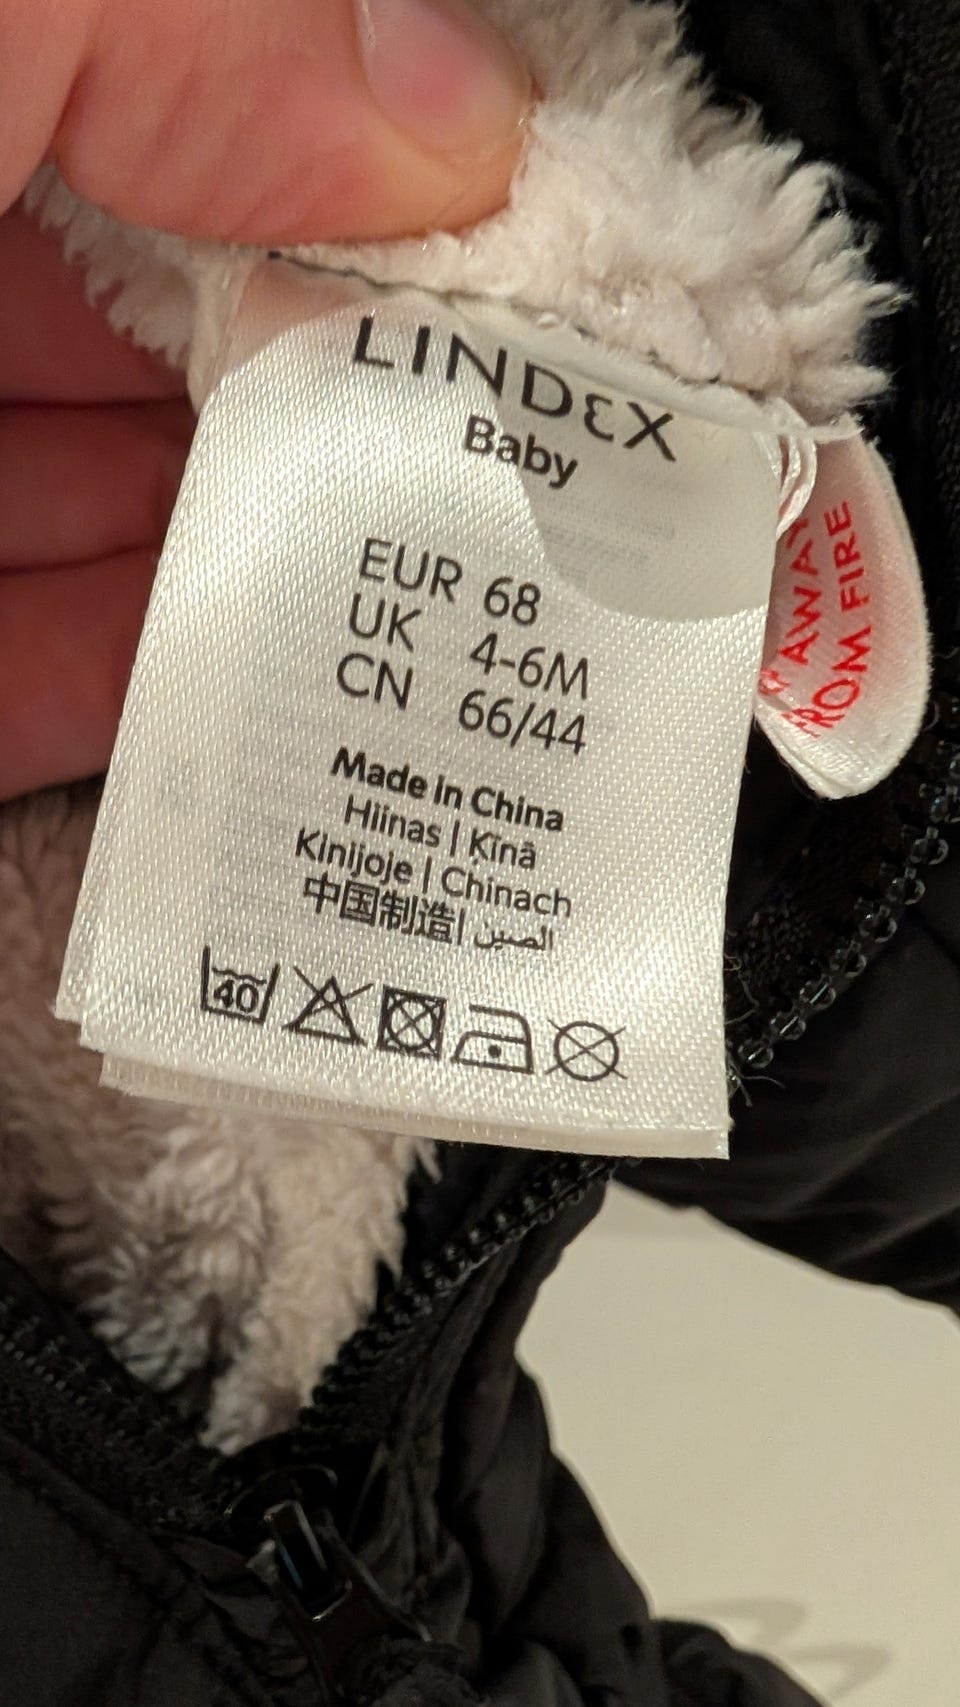 LINDEX
Baby
EUR 68
UK 4-6M
CN 66/44
Made in China
Hiinas | Ķīnā
Kinijoje | Chinach
中国制造| الصين
40
AWAY
FROM FIRE